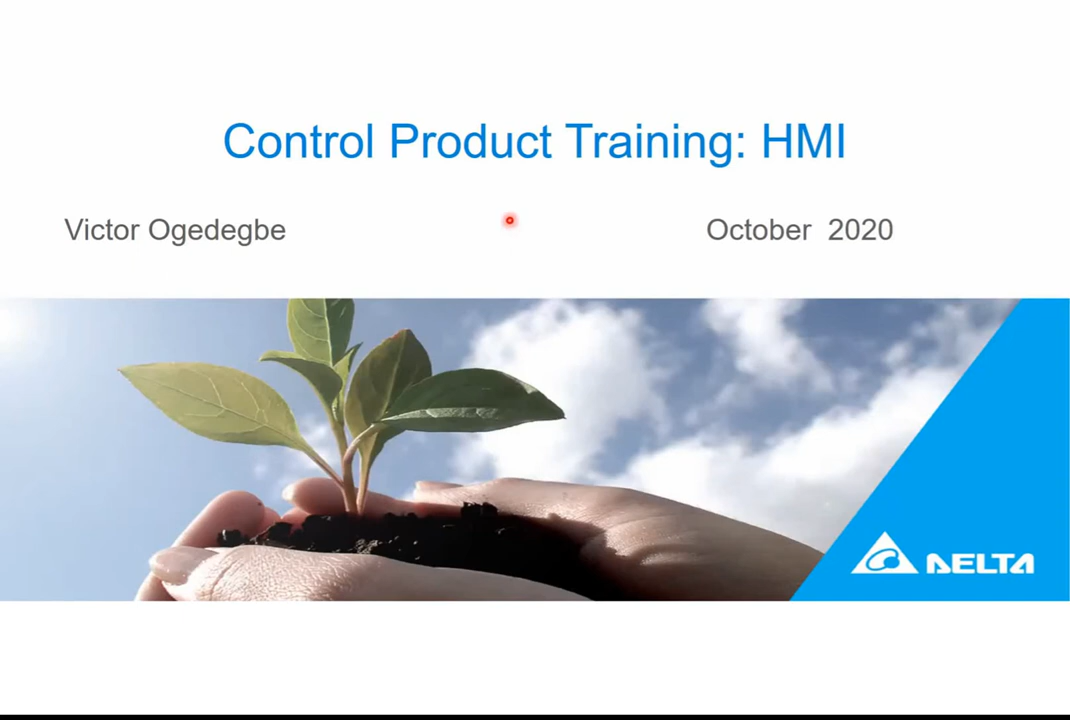 Control Product Training: HMI
Victor Ogedegbe
October 2020
DELTA